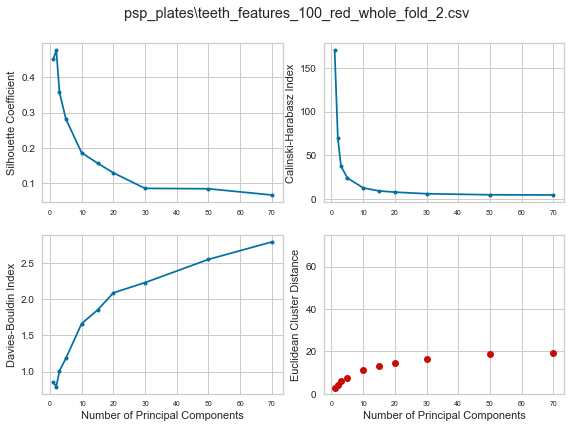 psp_plates\teeth_features_100_red_whole_fold_2.csv
Silhouette Coefficient
0.4
0.3
0.2
0.1
0 10 20 30 40 50 60 70
Calinski-Harabasz Index
150
100
50
0
0 10 20 30 40 50 60 70
Davies-Bouldin Index
2.5
2.0
1.5
1.0
0 10 20 30 40 50 60 70
Number of Principal Components
Euclidean Cluster Distance
60
40
20
0
0 10 20 30 40 50 60 70
Number of Principal Components